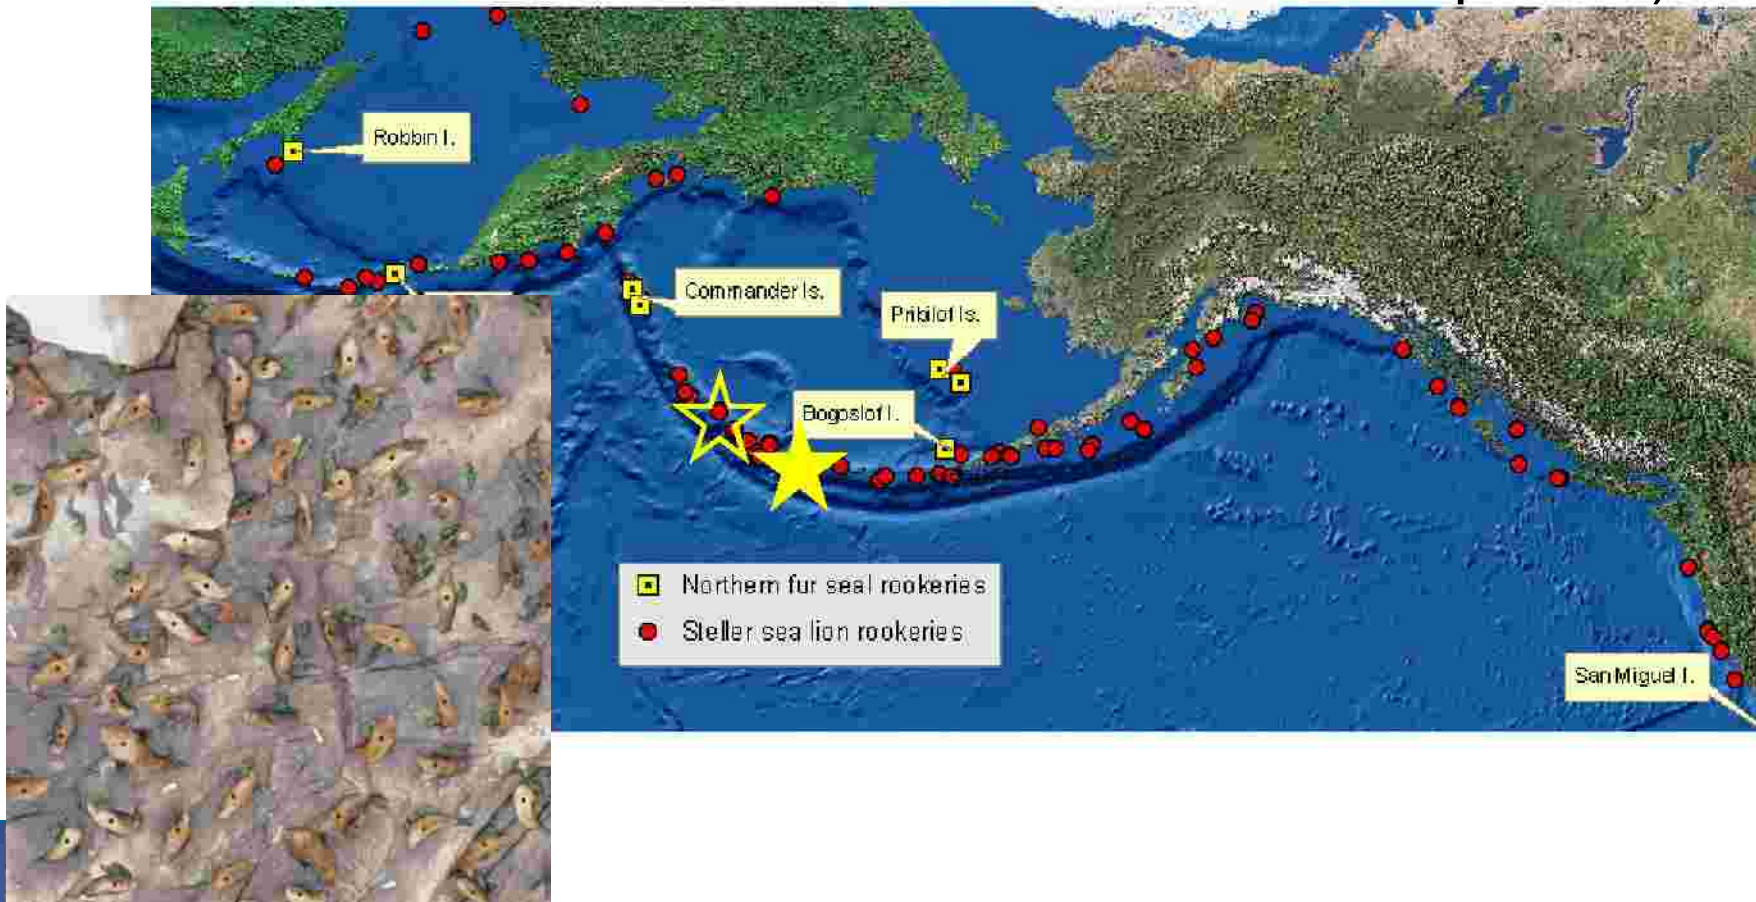 Robbin I.
Commander Is.
Pribilof Is.
Bogoslof I.
Northern fur seal rookeries
Steller sea lion rookeries
San Miguel I.